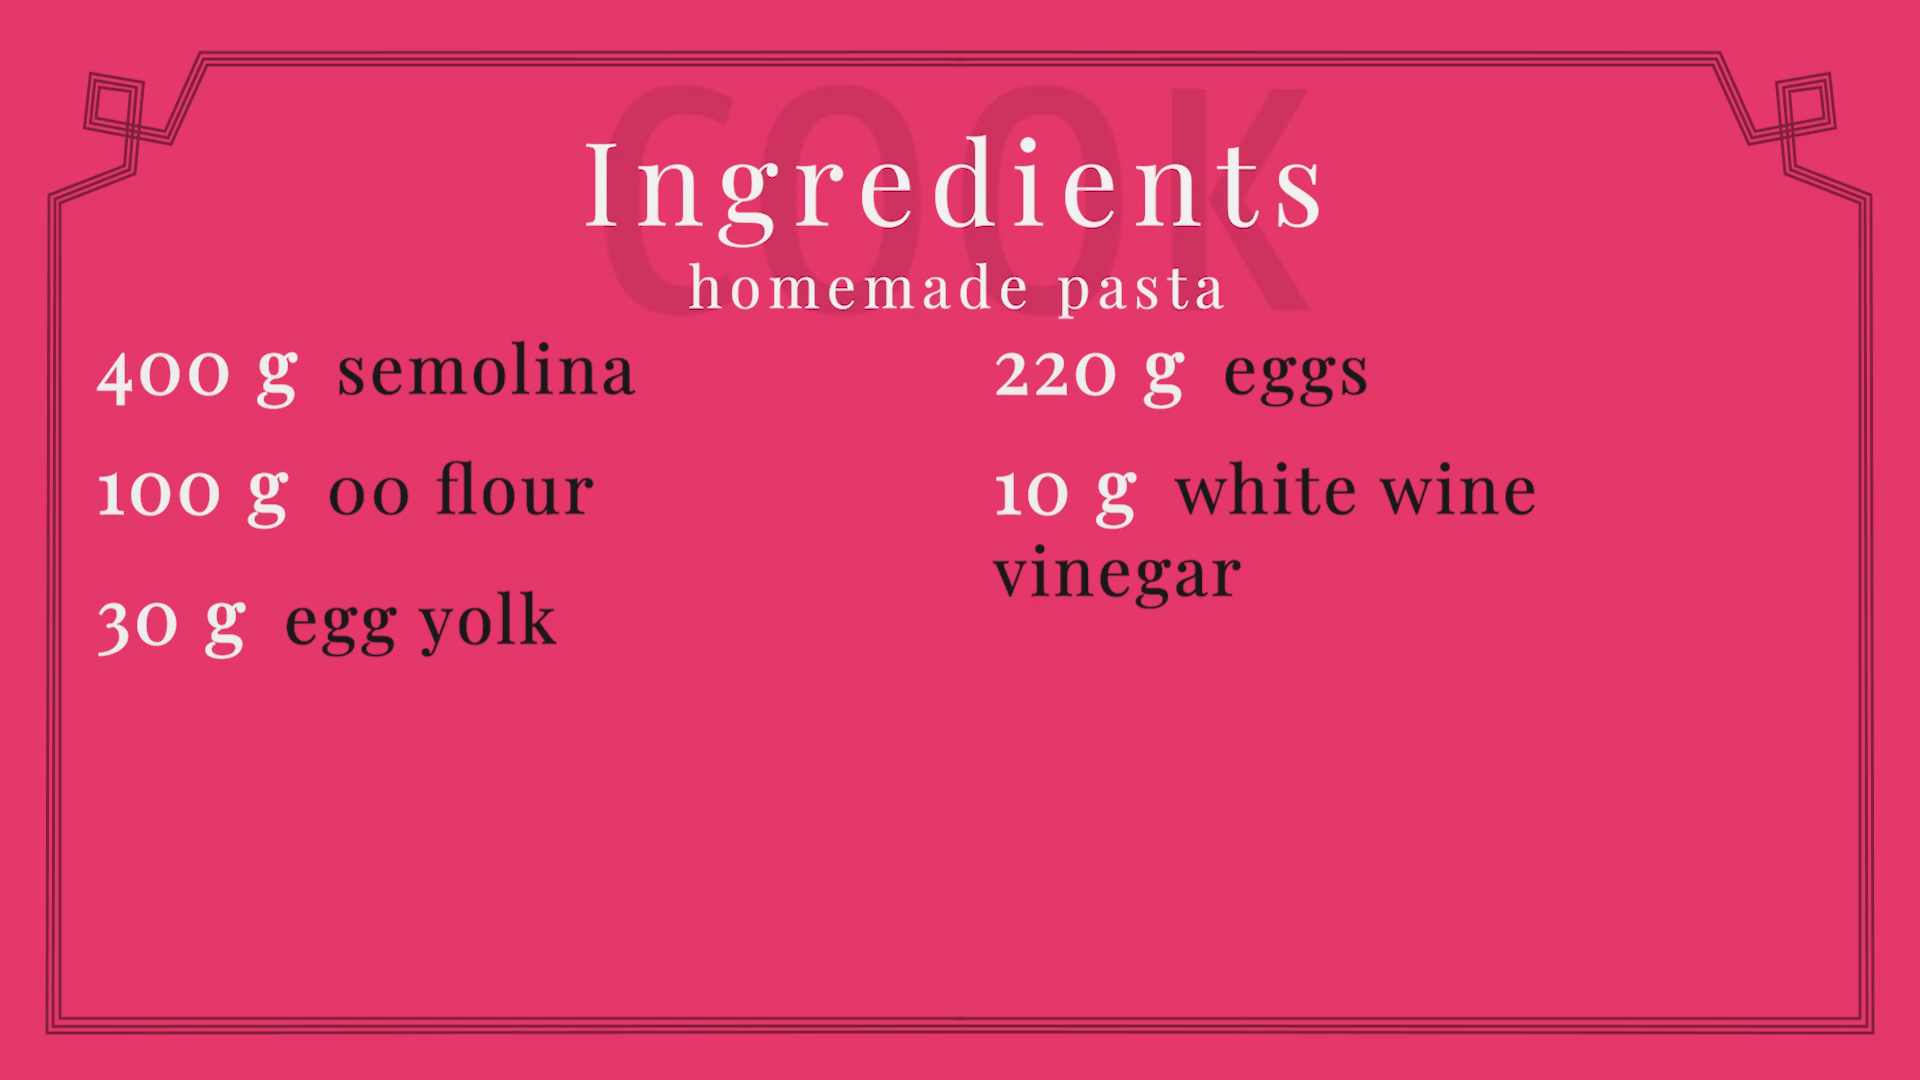 COOK
Ingredients
homemade pasta
400 g semolina
100 g 00 flour
30 g egg yolk
220 g eggs
10 g white wine
vinegar